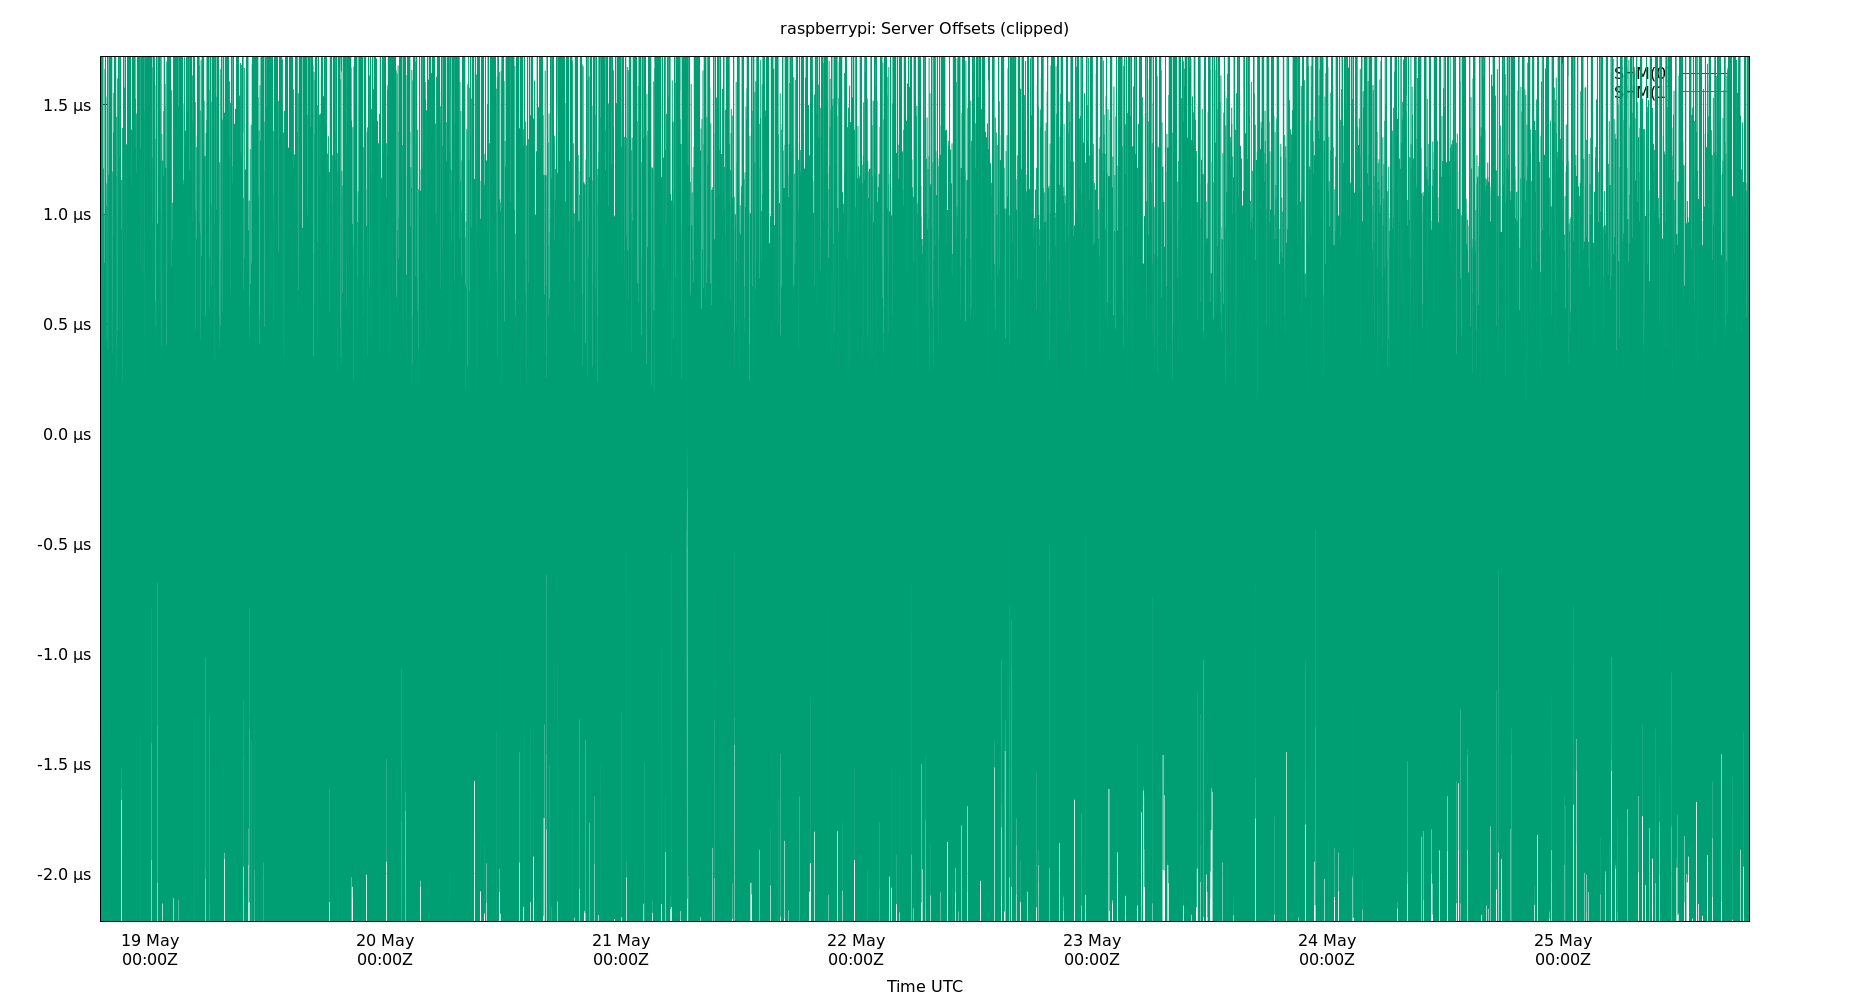 raspberrypi: Server Offsets (clipped)
1.5 µs
1.0 µs
0.5 µs
0.0 µs
-0.5 µs
-1.0 µs
-1.5 µs
-2.0 µs
19 May 20 May 21 May 22 May 23 May 24 May 25 May
00:00Z 00:00Z 00:00Z 00:00Z 00:00Z 00:00Z 00:00Z
Time UTC